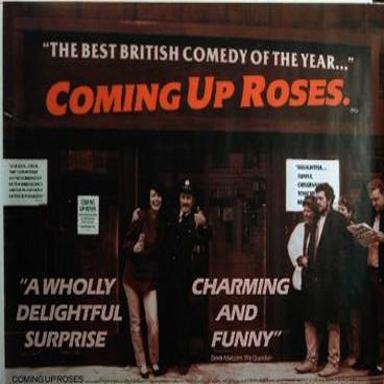 "THE BEST BRITISH COMEDY OF THE YEAR..."
COMING UP ROSES.
"A WHOLLY
DELIGHTFUL
SURPRISE
CHARMING
AND
FUNNY"
Derek Malcolm, The Guardian
COMING UP ROSES